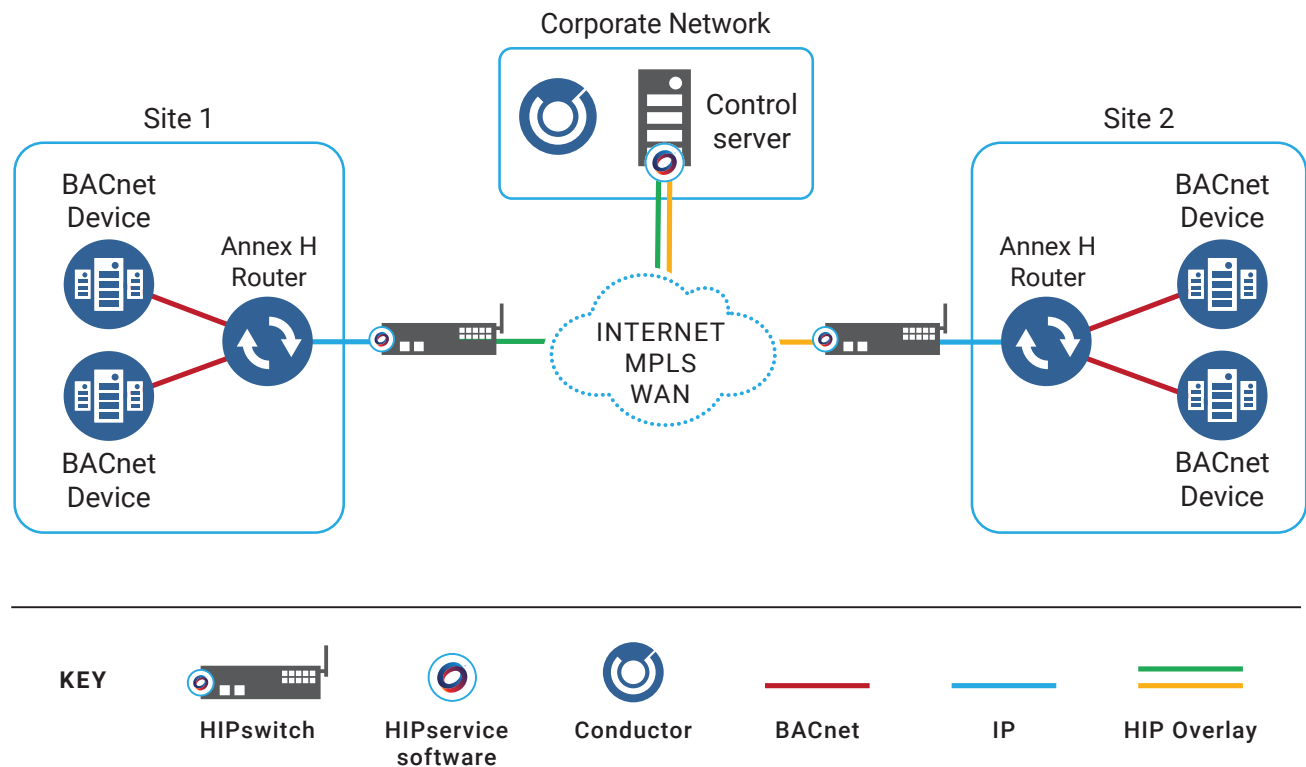 Corporate Network
Control
server
Site 1
BACnet
Device
Annex H
Router
BACnet
Device
INTERNET
MPLS
WAN
Site 2
BACnet
Device
Annex H
Router
BACnet
Device
KEY
HIPswitch
HIPservice
software
Conductor
BACnet
IP
HIP Overlay